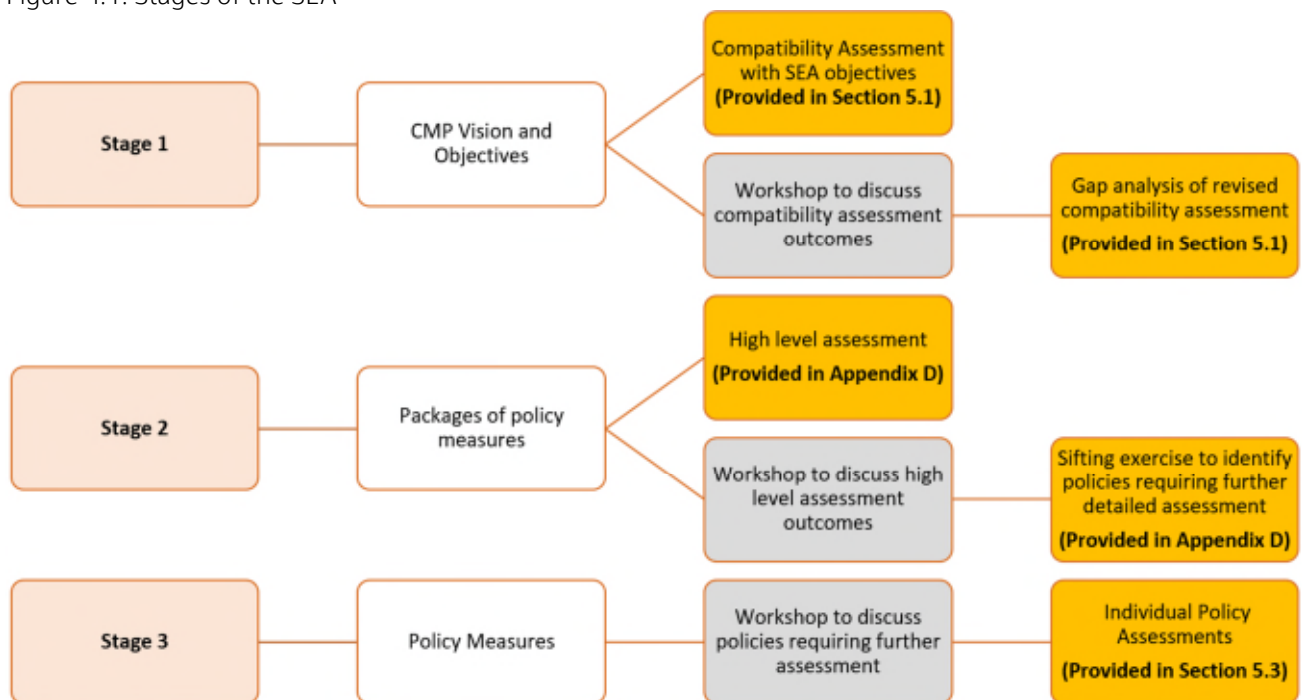 Figure 4.1: Stages of the SEA
Stage 1
CMP Vision and
Objectives
Compatibility Assessment
with SEA objectives
(Provided in Section 5.1)
Workshop to discuss
compatibility assessment
outcomes
Gap analysis of revised
compatibility assessment
(Provided in Section 5.1)
Stage 2
Packages of policy
measures
High level assessment
(Provided in Appendix D)
Workshop to discuss high
level assessment
outcomes
Sifting exercise to identify
policies requiring further
detailed assessment
(Provided in Appendix D)
Stage 3
Policy Measures
Workshop to discuss
policies requiring further
assessment
Individual Policy
Assessments
(Provided in Section 5.3)